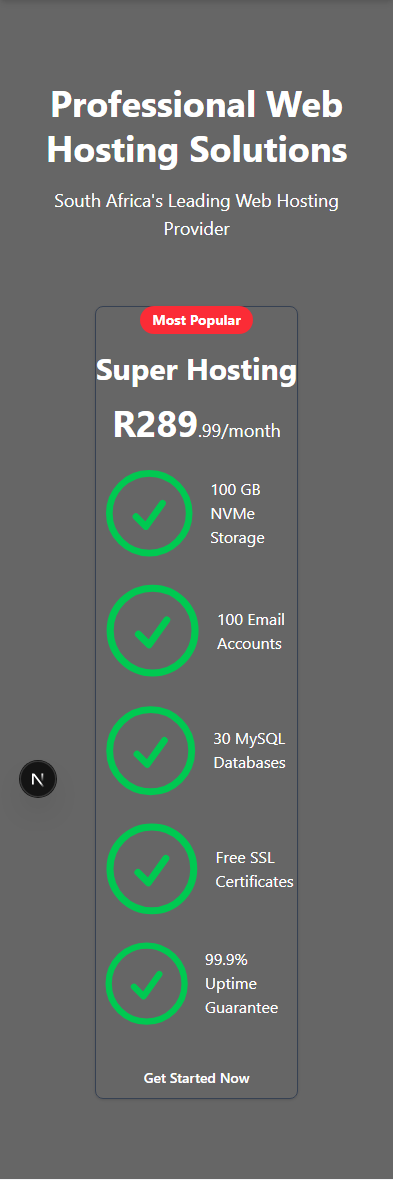 Professional Web
Hosting Solutions
South Africa's Leading Web Hosting
Provider
Most Popular
Super Hosting
R289.99/month
100 GB
NVMe
Storage
100 Email
Accounts
30 MySQL
Databases
N
Free SSL
Certificates
99.9%
Uptime
Guarantee
Get Started Now